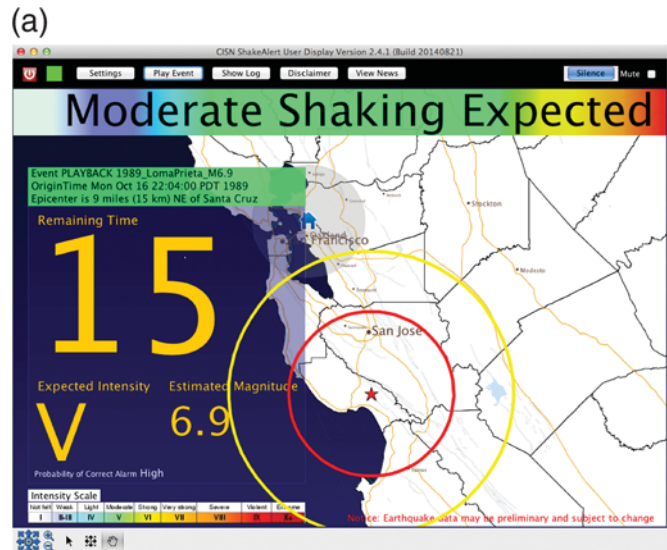 (a)
CISN ShakeAlert User Display Version 2.4.1 (Build 20140821)
Settings Play Event Show Log Disclaimer View News Silence Mute
Moderate Shaking Expected
Event PLAYBACK 1989_LomaPrieta_M6.9
OriginTime Mon Oct 16 22:04:00 PDT 1989
Epicenter is 9 miles (15 km) NE of Santa Cruz
Remaining Time
15
Expected Intensity Estimated Magnitude
V 6.9
Probability of Correct Alarm High
Stockton
Francisco
Modesto
San Jose
Intensity Scale
Not felt Weak Light Moderate Strong Very strong Severe Violent Extreme
I II-III IV V VI VII VIII IX X+
Notice: Earthquake data may be preliminary and subject to change